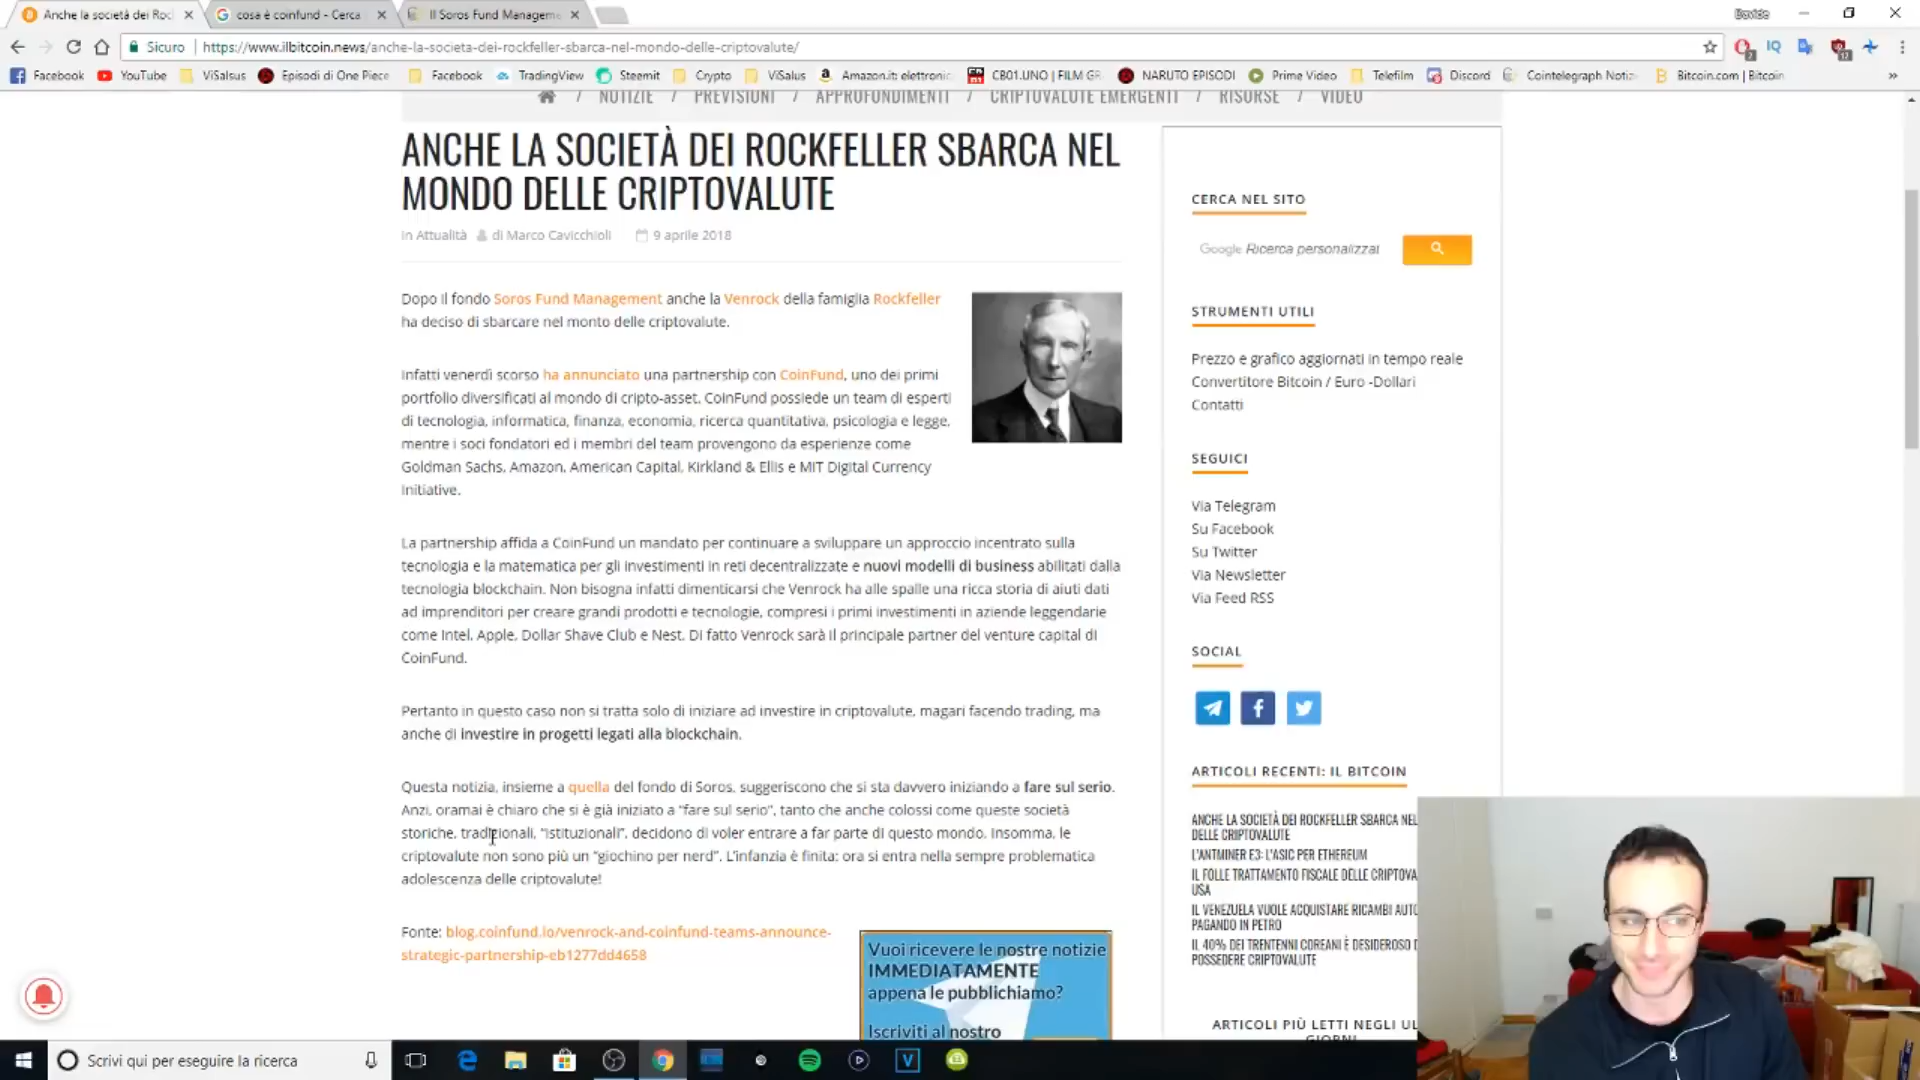 Anche la società dei Roc
cosa è coinfund - Cerca
Il Soros Fund Manageme
Davide
Sicuro
https://www.ilbitcoin.news/anche-la-societa-dei-rockfeller-sbarca-nel-mondo-delle-criptovalute/
Facebook
YouTube
ViSalsus
Episodi di One Piece
Facebook
TradingView
Steemit
Crypto
ViSalus
Amazon.it: elettronic
CB01.UNO | FILM GR
NARUTO EPISODI
Prime Video
Telefilm
Discord
Cointelegraph Notiz
Bitcoin.com | Bitcoin
/ NOTIZIE / PREVISIONI / APPROFONDIMENTI / CRIPTOVALUTE EMERGENTI / RISORSE / VIDEO
ANCHE LA SOCIETÀ DEI ROCKFELLER SBARCA NEL
MONDO DELLE CRIPTOVALUTE
in Attualità di Marco Cavicchioli 9 aprile 2018
Dopo il fondo Soros Fund Management anche la Venrock della famiglia Rockfeller
ha deciso di sbarcare nel monto delle criptovalute.
Infatti venerdì scorso ha annunciato una partnership con CoinFund, uno dei primi
portfolio diversificati al mondo di cripto-asset. CoinFund possiede un team di esperti
di tecnologia, informatica, finanza, economia, ricerca quantitativa, psicologia e legge,
mentre i soci fondatori ed i membri del team provengono da esperienze come
Goldman Sachs, Amazon, American Capital, Kirkland & Ellis e MIT Digital Currency
Initiative.
La partnership affida a CoinFund un mandato per continuare a sviluppare un approccio incentrato sulla
tecnologia e la matematica per gli investimenti in reti decentralizzate e nuovi modelli di business abilitati dalla
tecnologia blockchain. Non bisogna infatti dimenticarsi che Venrock ha alle spalle una ricca storia di aiuti dati
ad imprenditori per creare grandi prodotti e tecnologie, compresi i primi investimenti in aziende leggendarie
come Intel, Apple, Dollar Shave Club e Nest. Di fatto Venrock sarà il principale partner del venture capital di
CoinFund.
Pertanto in questo caso non si tratta solo di iniziare ad investire in criptovalute, magari facendo trading, ma
anche di investire in progetti legati alla blockchain.
Questa notizia, insieme a quella del fondo di Soros, suggeriscono che si sta davvero iniziando a fare sul serio.
Anzi, oramai è chiaro che si è già iniziato a "fare sul serio", tanto che anche colossi come queste società
storiche, tradizionali, "istituzionali", decidono di voler entrare a far parte di questo mondo. Insomma, le
criptovalute non sono più un "giochino per nerd". L'infanzia è finita: ora si entra nella sempre problematica
adolescenza delle criptovalute!
Fonte: blog.coinfund.io/venrock-and-coinfund-teams-announce-
strategic-partnership-eb1277dd4658
Vuoi ricevere le nostre notizie
IMMEDIATAMENTE
appena le pubblichiamo?
Iscriviti al nostro
CERCA NEL SITO
Google Ricerca personalizzat
STRUMENTI UTILI
Prezzo e grafico aggiornati in tempo reale
Convertitore Bitcoin / Euro -Dollari
Contatti
SEGUICI
Via Telegram
Su Facebook
Su Twitter
Via Newsletter
Via Feed RSS
SOCIAL
ARTICOLI RECENTI: IL BITCOIN
ANCHE LA SOCIETÀ DEI ROCKFELLER SBARCA NEL
DELLE CRIPTOVALUTE
L'ANTMINER E3: L'ASIC PER ETHEREUM
IL FOLLE TRATTAMENTO FISCALE DELLE CRIPTOVA
USA
IL VENEZUELA VUOLE ACQUISTARE RICAMBI AUTO
PAGANDO IN PETRO
IL 40% DEI TRENTENNI COREANI È DESIDEROSO D
POSSEDERE CRIPTOVALUTE
ARTICOLI PIÙ LETTI NEGLI UL
GIORNI
Scrivi qui per eseguire la ricerca